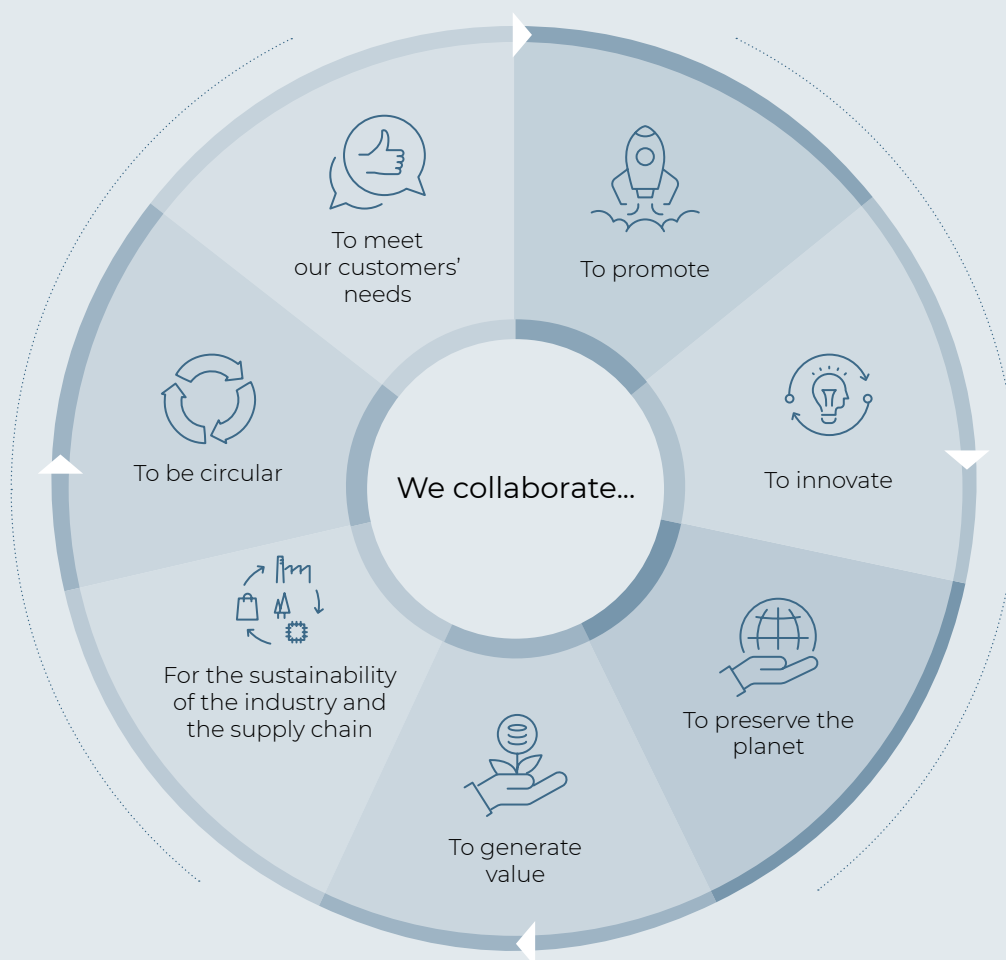 We collaborate...
To promote
To innovate
To preserve the
planet
To generate
value
For the sustainability
of the industry and
the supply chain
To be circular
To meet
our customers’
needs